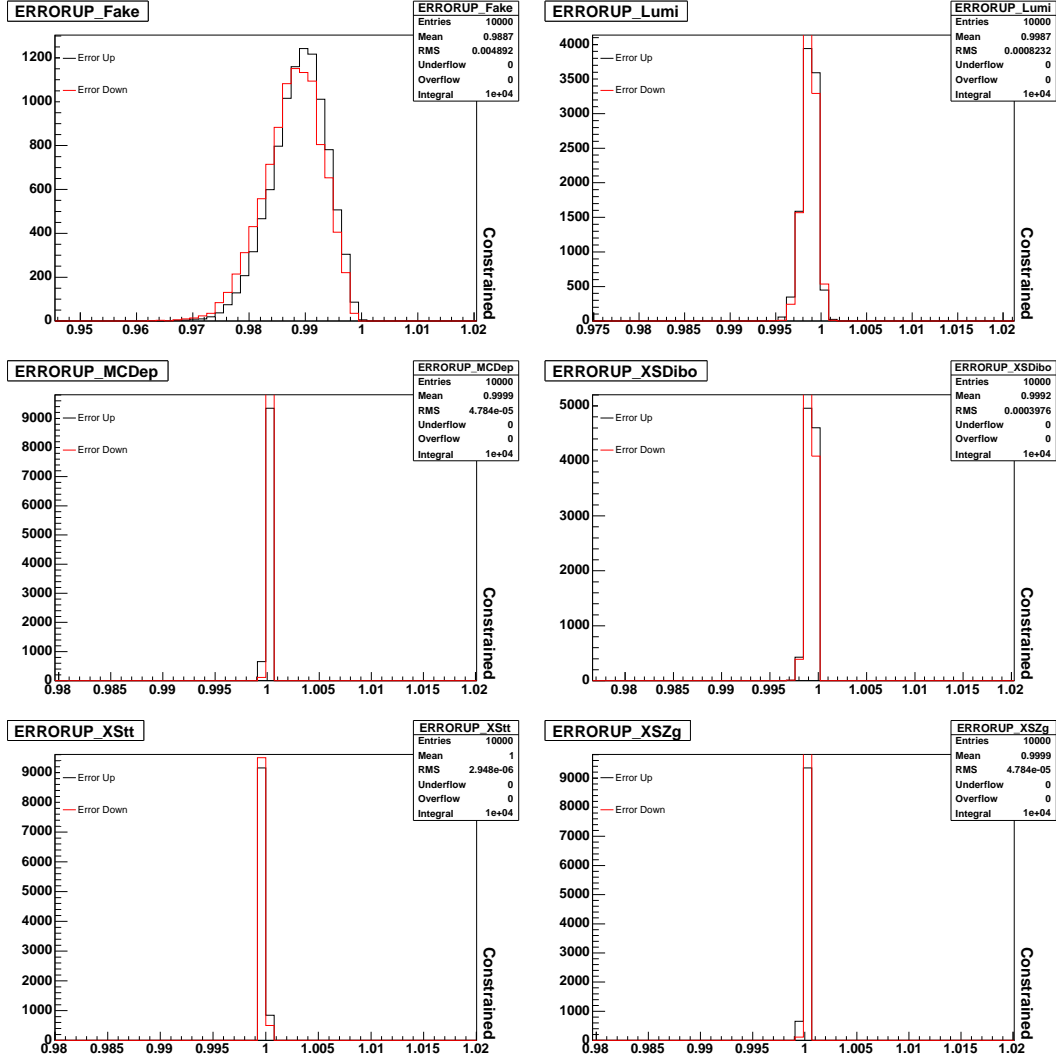 ERRORUP_Fake
ERRORUP_Fake
Entries 10000
Mean 0.9887
RMS 0.004892
Underflow 0
Overflow 0
Integral 1e+04
Error Up
Error Down
1200
1000
800
600
400
200
0
0.95 0.96 0.97 0.98 0.99 1 1.01 1.02
Constrained
ERRORUP_Lumi
ERRORUP_Lumi
Entries 10000
Mean 0.9987
RMS 0.0008232
Underflow 0
Overflow 0
Integral 1e+04
Error Up
Error Down
4000
3500
3000
2500
2000
1500
1000
500
0
0.975 0.98 0.985 0.99 0.995 1 1.005 1.01 1.015 1.02
Constrained
ERRORUP_MCDep
ERRORUP_MCDep
Entries 10000
Mean 0.9999
RMS 4.784e-05
Underflow 0
Overflow 0
Integral 1e+04
Error Up
Error Down
9000
8000
7000
6000
5000
4000
3000
2000
1000
0
0.98 0.985 0.99 0.995 1 1.005 1.01 1.015 1.02
Constrained
ERRORUP_XSDibo
ERRORUP_XSDibo
Entries 10000
Mean 0.9992
RMS 0.0003976
Underflow 0
Overflow 0
Integral 1e+04
Error Up
Error Down
5000
4000
3000
2000
1000
0
0.98 0.985 0.99 0.995 1 1.005 1.01 1.015 1.02
Constrained
ERRORUP_XStt
ERRORUP_XStt
Entries 10000
Mean 1
RMS 2.948e-06
Underflow 0
Overflow 0
Integral 1e+04
Error Up
Error Down
9000
8000
7000
6000
5000
4000
3000
2000
1000
0
0.98 0.985 0.99 0.995 1 1.005 1.01 1.015 1.02
Constrained
ERRORUP_XSZg
ERRORUP_XSZg
Entries 10000
Mean 0.9999
RMS 4.784e-05
Underflow 0
Overflow 0
Integral 1e+04
Error Up
Error Down
9000
8000
7000
6000
5000
4000
3000
2000
1000
0
0.98 0.985 0.99 0.995 1 1.005 1.01 1.015 1.02
Constrained